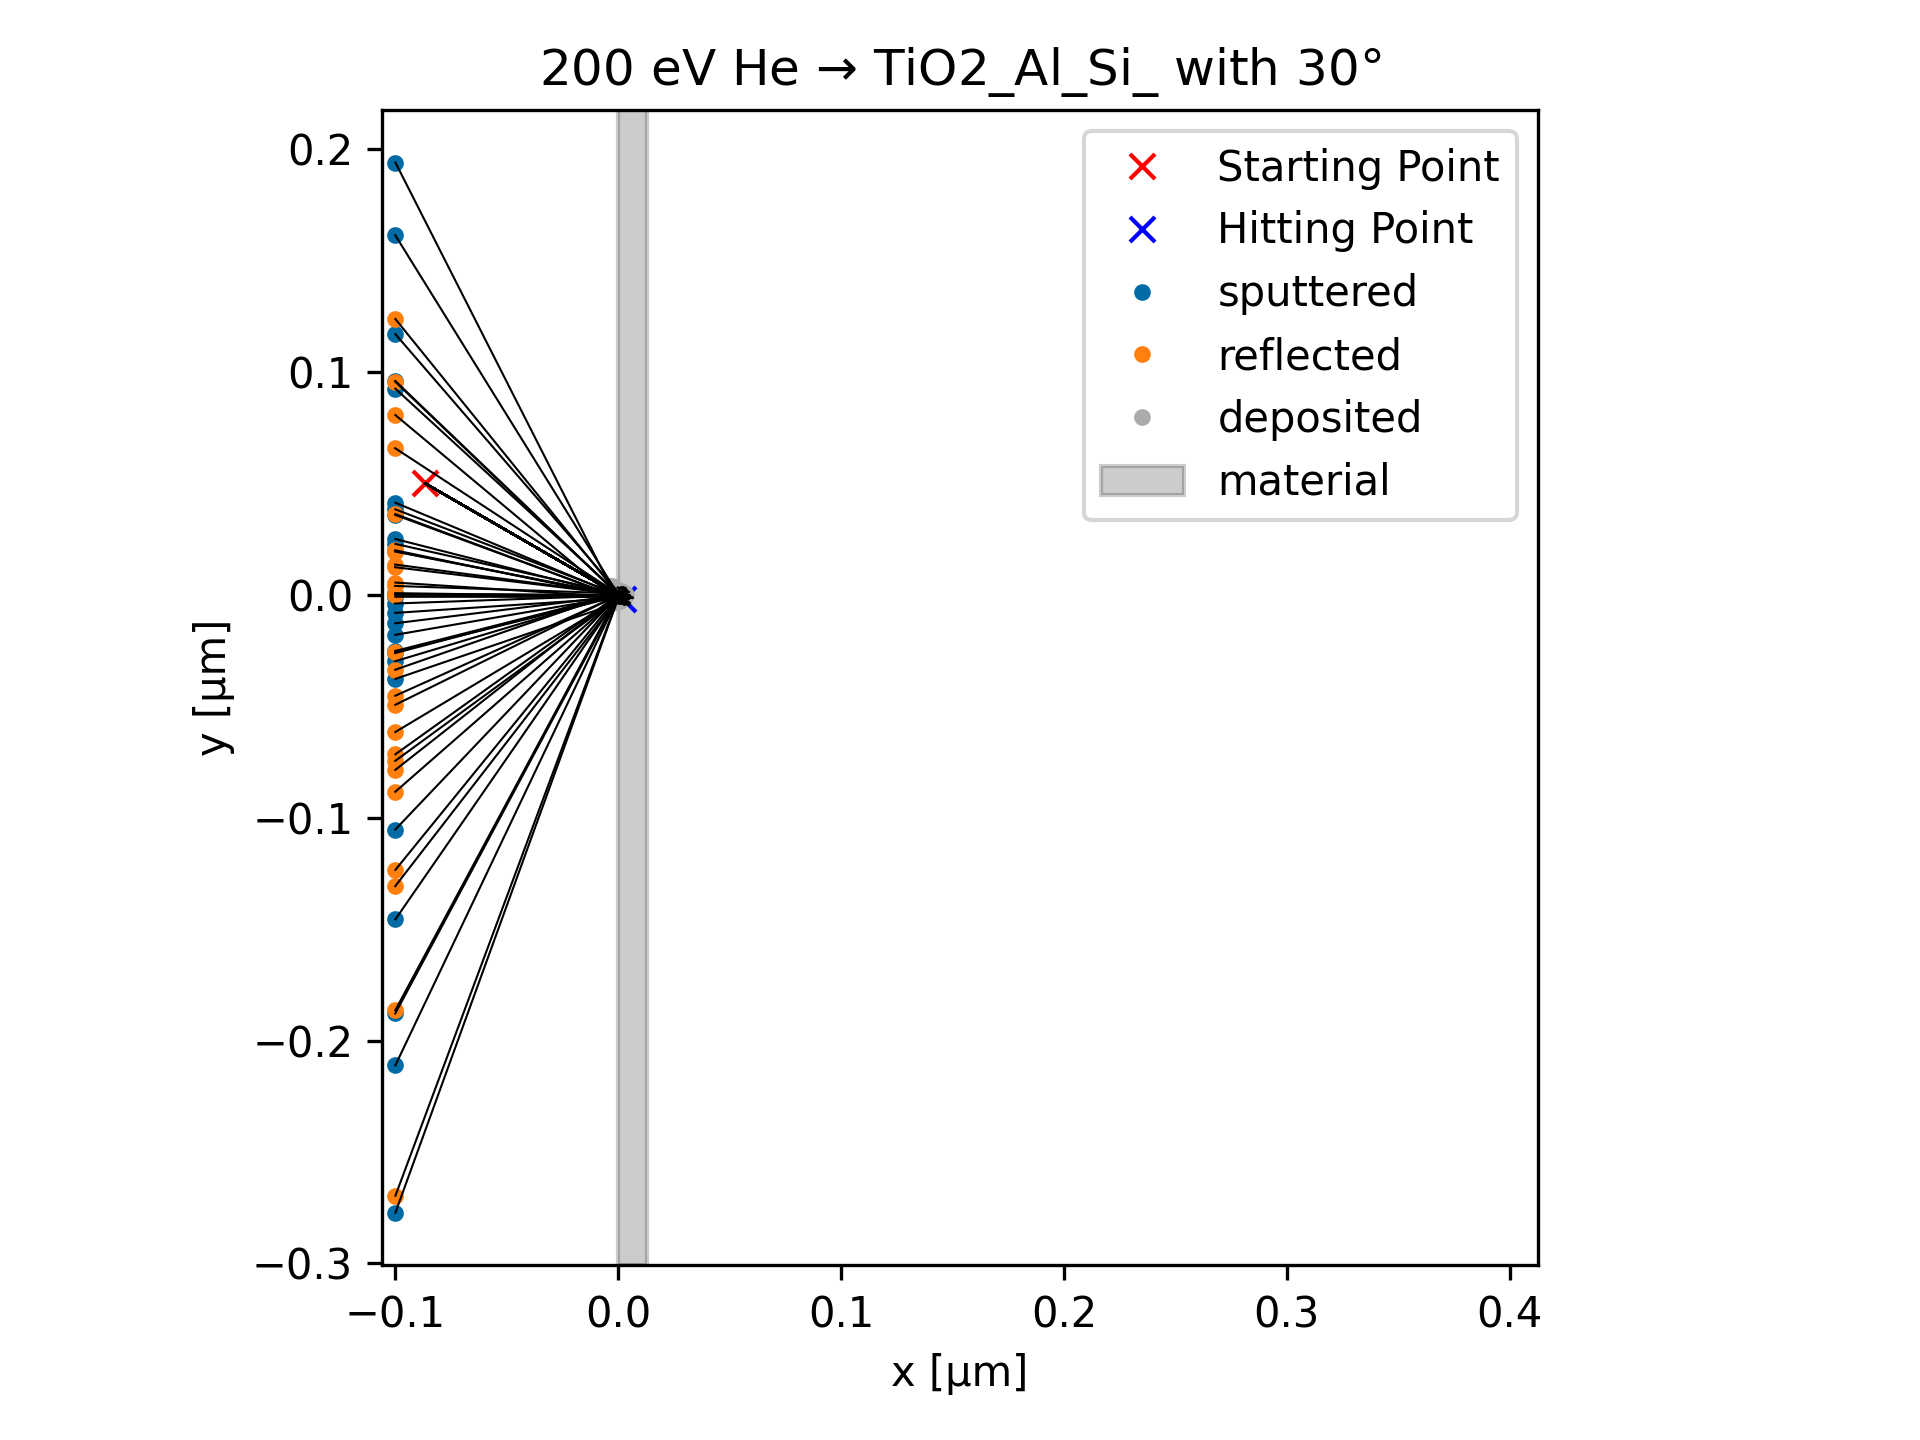 200 eV He → TiO2_Al_Si_ with 30°
Starting Point
Hitting Point
sputtered
reflected
deposited
material
0.2
0.1
0.0
−0.1
−0.2
−0.3
y [μm]
−0.1
0.0
0.1
0.2
0.3
0.4
x [μm]